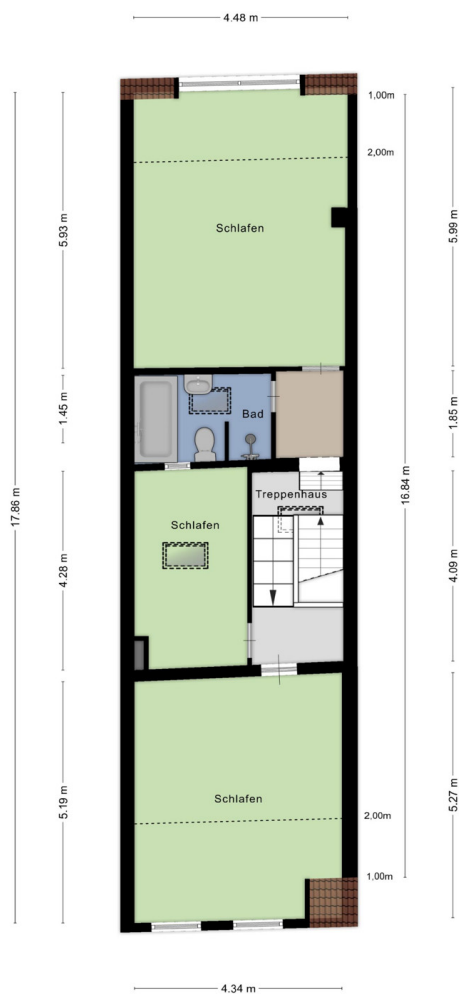 4.48 m
1,00m
2,00m
5.93 m
5.99 m
Schlafen
1.45 m
1.85 m
Bad
17.86 m
16.84 m
Treppenhaus
Schlafen
4.28 m
4.09 m
Schlafen
5.19 m
5.27 m
2,00m
1,00m
4.34 m